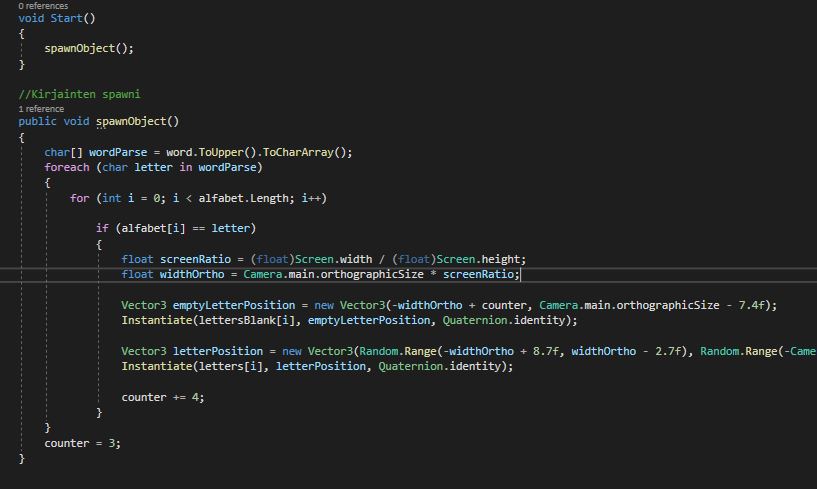 0 references
void Start()
{
spawnObject();
}
//Kirjainten spawni
1 reference
public void spawnObject()
{
char[] wordParse = word.ToUpper().ToCharArray();
foreach (char letter in wordParse)
{
for (int i = 0; i < alfabet.Length; i++)
if (alfabet[i] == letter)
{
float screenRatio = (float)Screen.width / (float)Screen.height;
float widthOrtho = Camera.main.orthographicSize * screenRatio;
Vector3 emptyLetterPosition = new Vector3(-widthOrtho + counter, Camera.main.orthographicSize - 7.4f);
Instantiate(lettersBlank[i], emptyLetterPosition, Quaternion.identity);
Vector3 letterPosition = new Vector3(Random.Range(-widthOrtho + 8.7f, widthOrtho - 2.7f), Random.Range(-Came
Instantiate(letters[i], letterPosition, Quaternion.identity);
counter += 4;
}
}
counter = 3;
}